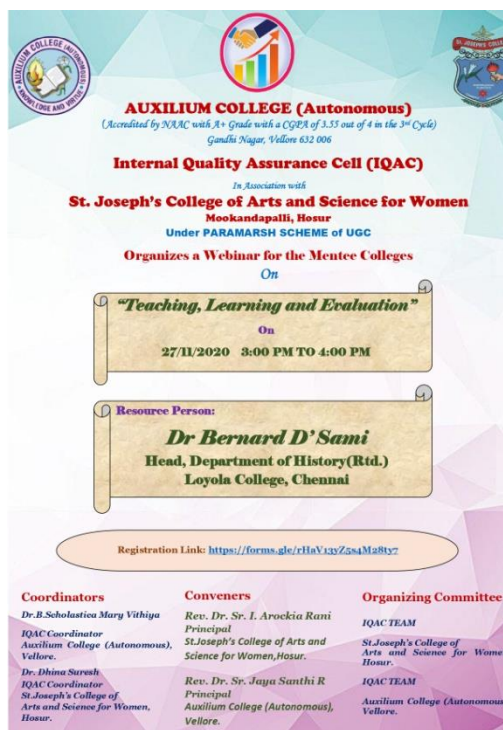 AUXILIUM COLLEGE (AUTONOMOUS)
KNOWLEDGE AND VIRTUE
AUXILIUM COLLEGE (Autonomous)
(Accredited by NAAC with A+ Grade with a CGPA of 3.55 out of 4 in the 3rd Cycle)
Gandhi Nagar, Vellore 632 006
Internal Quality Assurance Cell (IQAC)
In Association with
St. Joseph's College of Arts and Science for Women
Mookandapalli, Hosur
Under PARAMARSH SCHEME of UGC
Organizes a Webinar for the Mentee Colleges
On
"Teaching, Learning and Evaluation"
On
27/11/2020 3:00 PM TO 4:00 PM
Resource Person:
Dr Bernard D' Sami
Head, Department of History(Rtd.)
Loyola College, Chennai
Registration Link: https://forms.gle/rHaV13yZ5s4M28ty7
Coordinators
Dr.B.Scholastica Mary Vithiya
IQAC Coordinator
Auxilium College (Autonomous),
Vellore.
Dr. Dhina Suresh
IQAC Coordinator
St.Joseph's College of
Arts and Science for Women,
Hosur.
Conveners
Rev. Dr. Sr. I. Arockia Rani
Principal
St.Joseph's College of Arts and
Science for Women,Hosur.
Rev. Dr. Sr. Jaya Santhi R
Principal
Auxilium College (Autonomous),
Vellore.
Organizing Committee
IQAC TEAM
St.Joseph's College of
Arts and Science for Wome
Hosur.
IQAC TEAM
Auxilium College (Autonomous
Vellore.